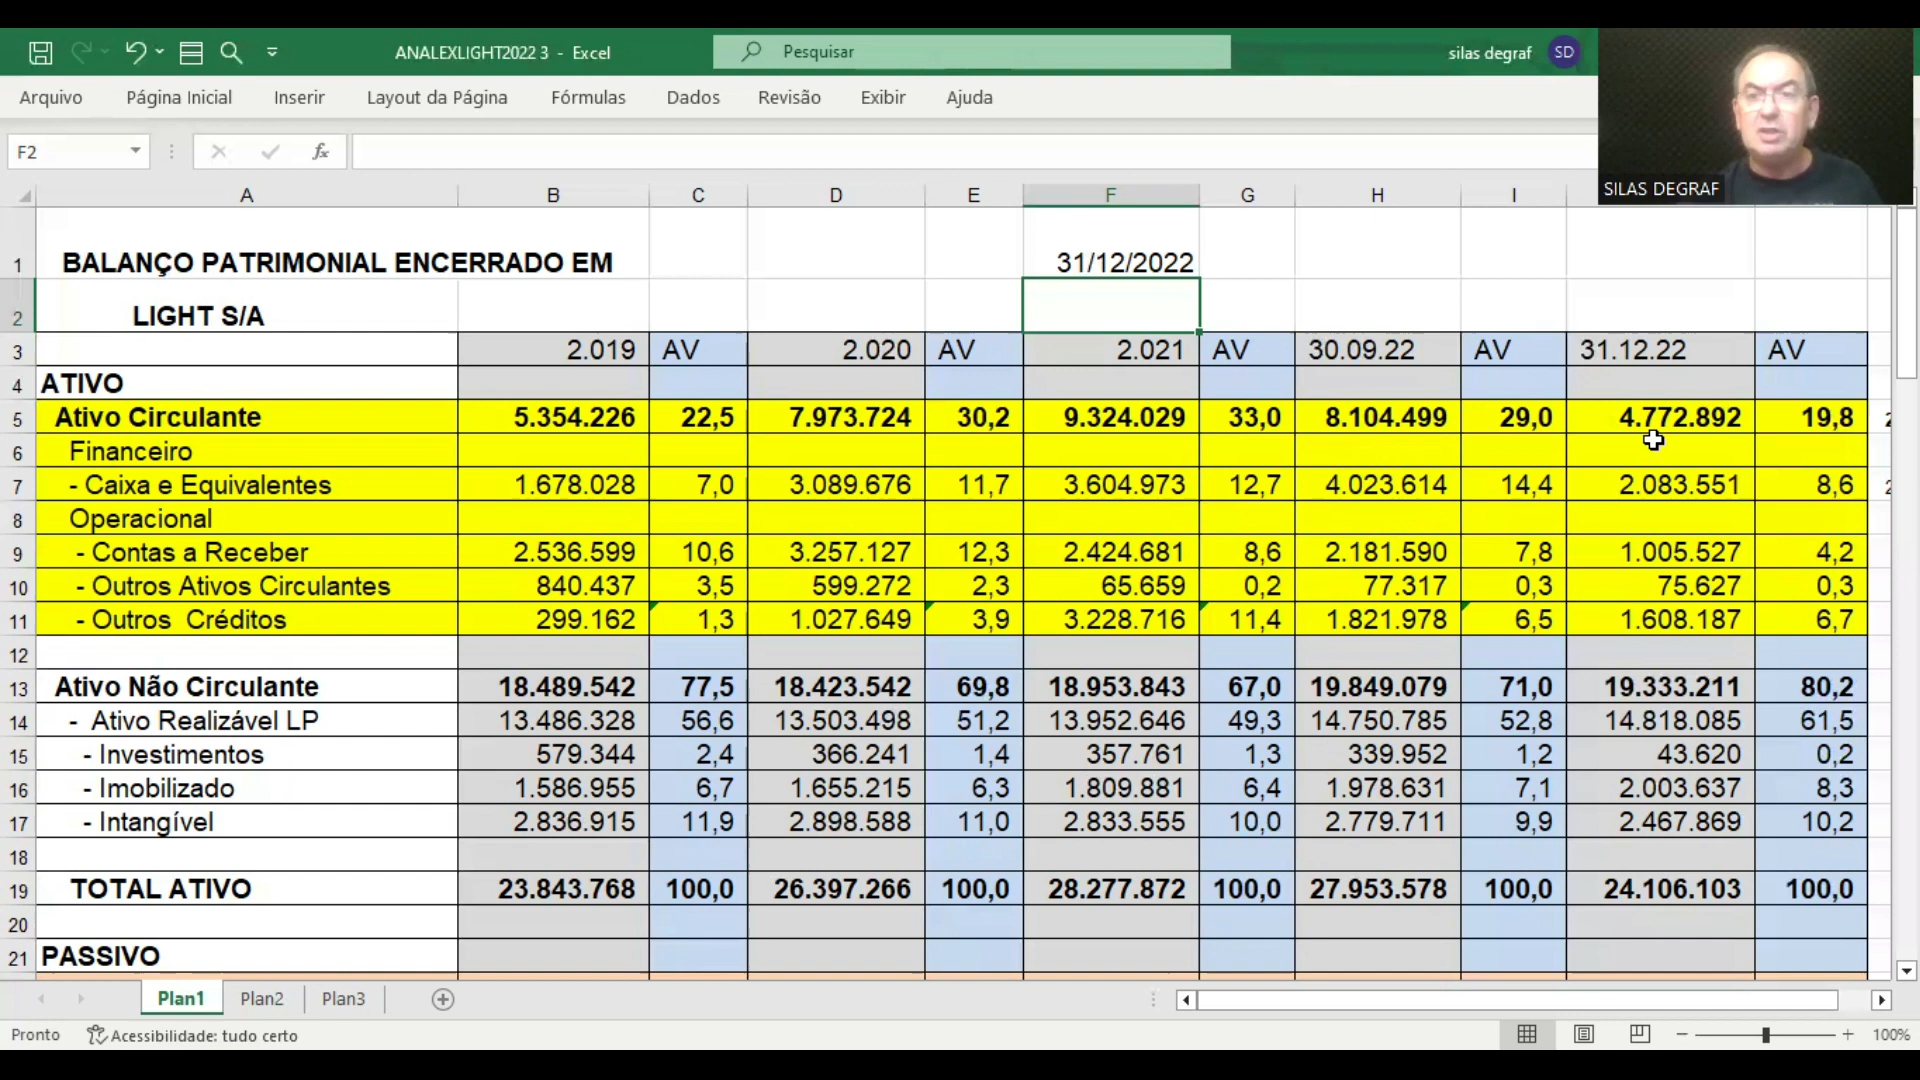 ANALEXLIGHT2022 3 - Excel
Pesquisar
silas degraf
SD
Arquivo Página Inicial Inserir Layout da Página Fórmulas Dados Revisão Exibir Ajuda
F2 fx
SILAS DEGRAF
A B C D E F G H I
1 BALANÇO PATRIMONIAL ENCERRADO EM 31/12/2022
2 LIGHT S/A
3 2.019 AV 2.020 AV 2.021 AV 30.09.22 AV 31.12.22 AV
4 ATIVO
5 Ativo Circulante 5.354.226 22,5 7.973.724 30,2 9.324.029 33,0 8.104.499 29,0 4.772.892 19,8
6 Financeiro
7 - Caixa e Equivalentes 1.678.028 7,0 3.089.676 11,7 3.604.973 12,7 4.023.614 14,4 2.083.551 8,6
8 Operacional
9 - Contas a Receber 2.536.599 10,6 3.257.127 12,3 2.424.681 8,6 2.181.590 7,8 1.005.527 4,2
10 - Outros Ativos Circulantes 840.437 3,5 599.272 2,3 65.659 0,2 77.317 0,3 75.627 0,3
11 - Outros Créditos 299.162 1,3 1.027.649 3,9 3.228.716 11,4 1.821.978 6,5 1.608.187 6,7
12
13 Ativo Não Circulante 18.489.542 77,5 18.423.542 69,8 18.953.843 67,0 19.849.079 71,0 19.333.211 80,2
14 - Ativo Realizável LP 13.486.328 56,6 13.503.498 51,2 13.952.646 49,3 14.750.785 52,8 14.818.085 61,5
15 - Investimentos 579.344 2,4 366.241 1,4 357.761 1,3 339.952 1,2 43.620 0,2
16 - Imobilizado 1.586.955 6,7 1.655.215 6,3 1.809.881 6,4 1.978.631 7,1 2.003.637 8,3
17 - Intangível 2.836.915 11,9 2.898.588 11,0 2.833.555 10,0 2.779.711 9,9 2.467.869 10,2
18
19 TOTAL ATIVO 23.843.768 100,0 26.397.266 100,0 28.277.872 100,0 27.953.578 100,0 24.106.103 100,0
20
21 PASSIVO
Plan1 Plan2 Plan3
Pronto Acessibilidade: tudo certo 100%